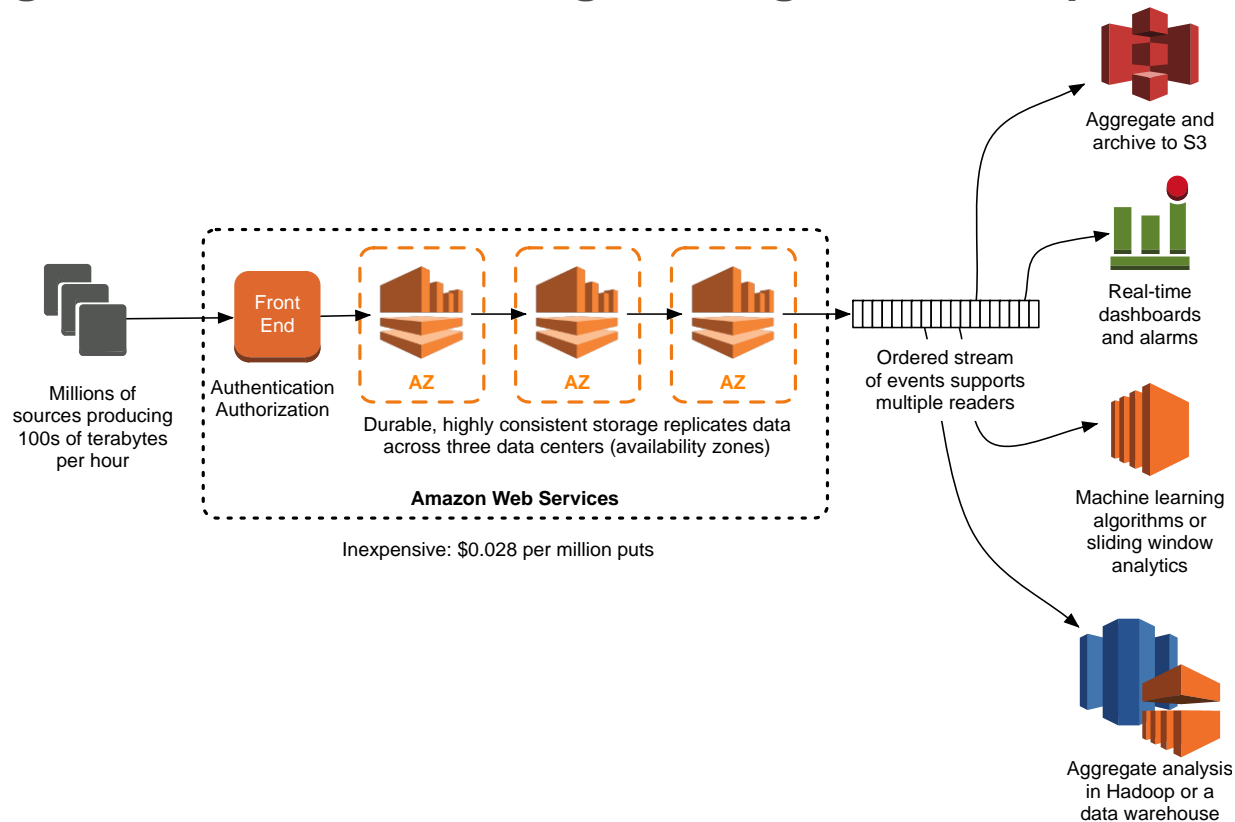 Aggregate and
archive to S3
Front
End
Real-time
dashboards
and alarms
AZ
AZ
AZ
Ordered stream
of events supports
multiple readers
Millions of
sources producing
100s of terabytes
per hour
Authentication
Authorization
Durable, highly consistent storage replicates data
across three data centers (availability zones)
Amazon Web Services
Machine learning
algorithms or
sliding window
analytics
Inexpensive: $0.028 per million puts
Aggregate analysis
in Hadoop or a
data warehouse